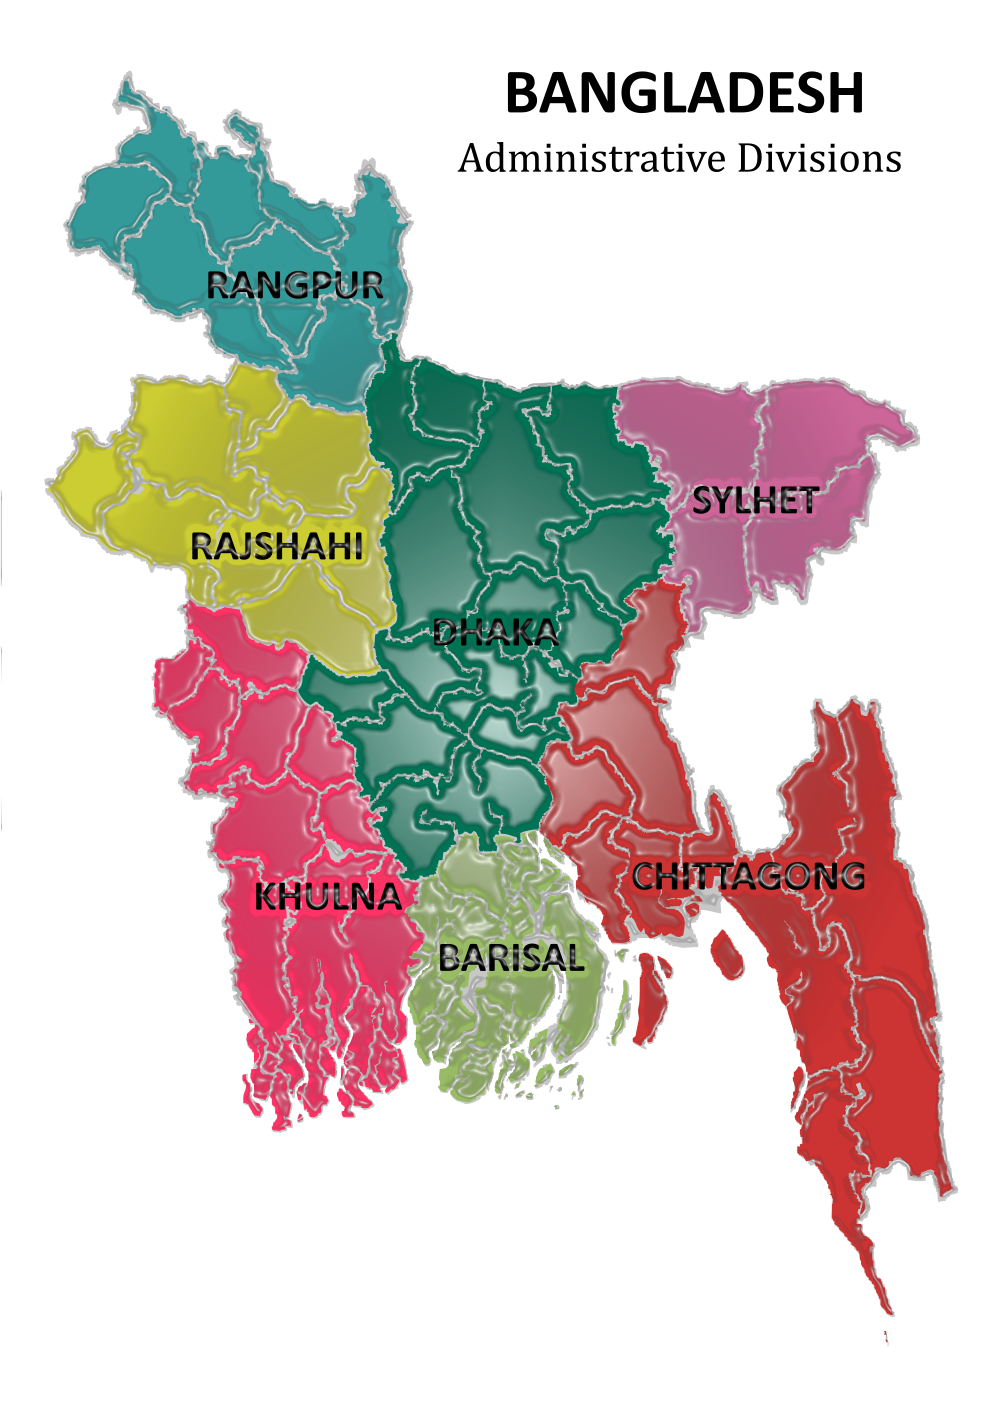 BANGLADESH
Administrative Divisions
RANGPUR
SYLHET
RAJSHAHI
DHAKA
CHITTAGONG
KHULNA
BARISAL